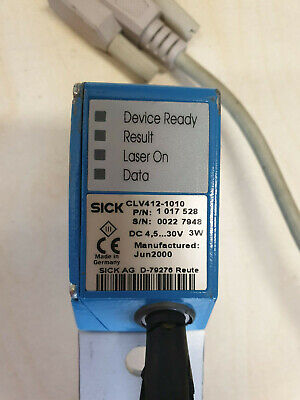 Device Ready
Result
Laser On
Data
SICK CLV412-1010
P/N: 1 017 528
S/N: 0022 7948
DC 4,5...30V 3W
Made in
Germany
Manufactured:
Jun2000
SICK AG D-79276 Reute